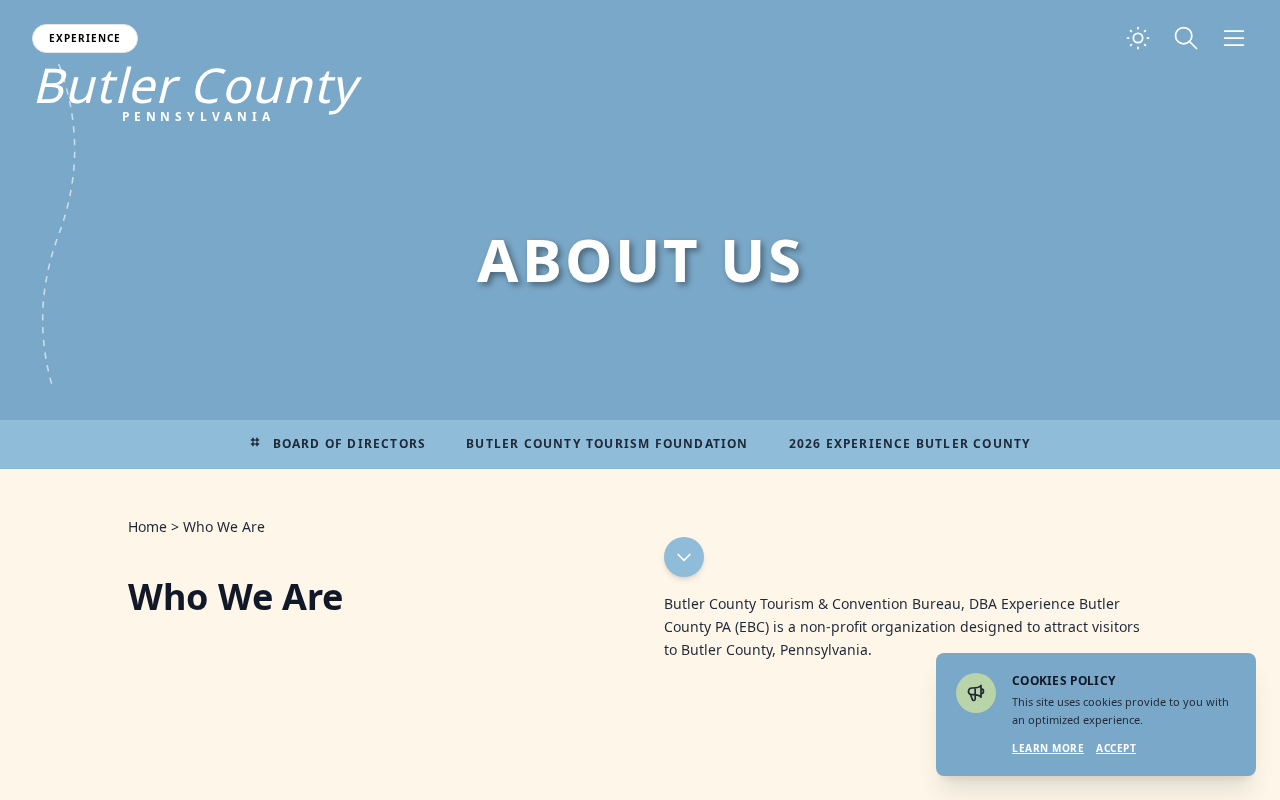 EXPERIENCE
Butler County
PENNSYLVANIA
ABOUT US
BOARD OF DIRECTORS BUTLER COUNTY TOURISM FOUNDATION 2026 EXPERIENCE BUTLER COUNTY
Home > Who We Are
Who We Are
Butler County Tourism & Convention Bureau, DBA Experience Butler
County PA (EBC) is a non-profit organization designed to attract visitors
to Butler County, Pennsylvania.
COOKIES POLICY
This site uses cookies provide to you with
an optimized experience.
LEARN MORE ACCEPT